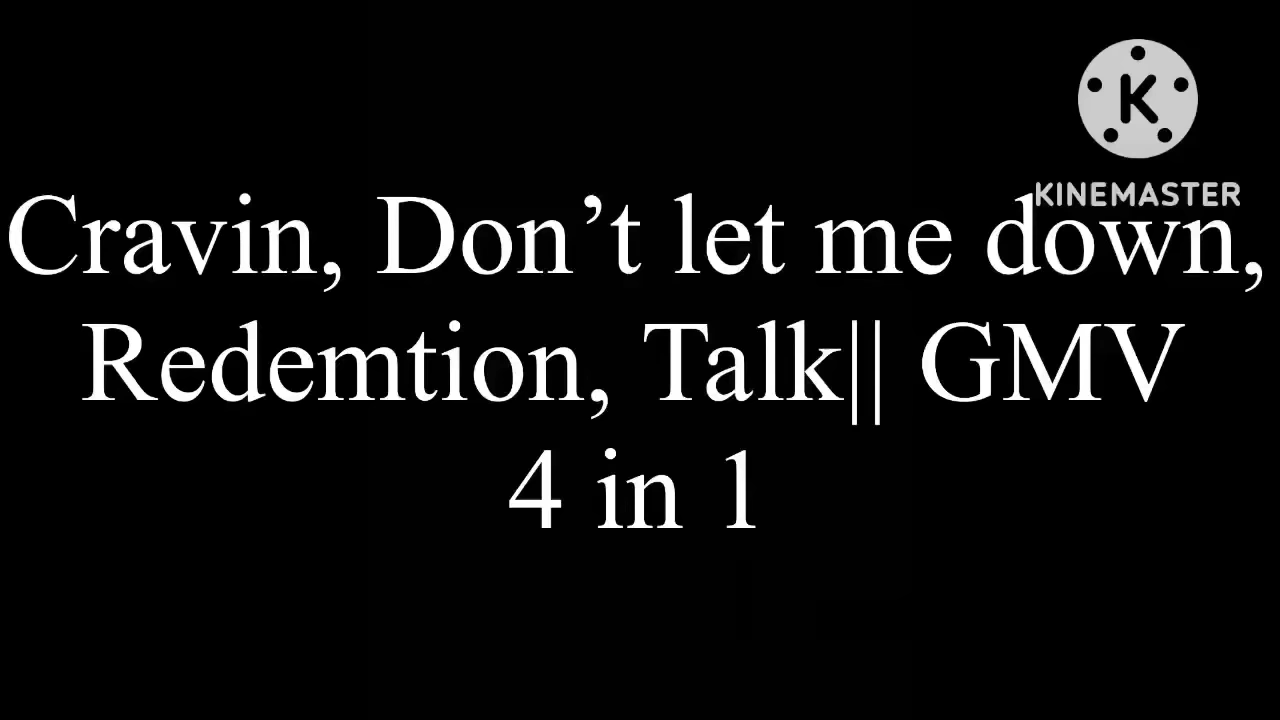 K
KINEMASTER
Cravin, Don’t let me down,
Redemtion, Talk|| GMV
4 in 1